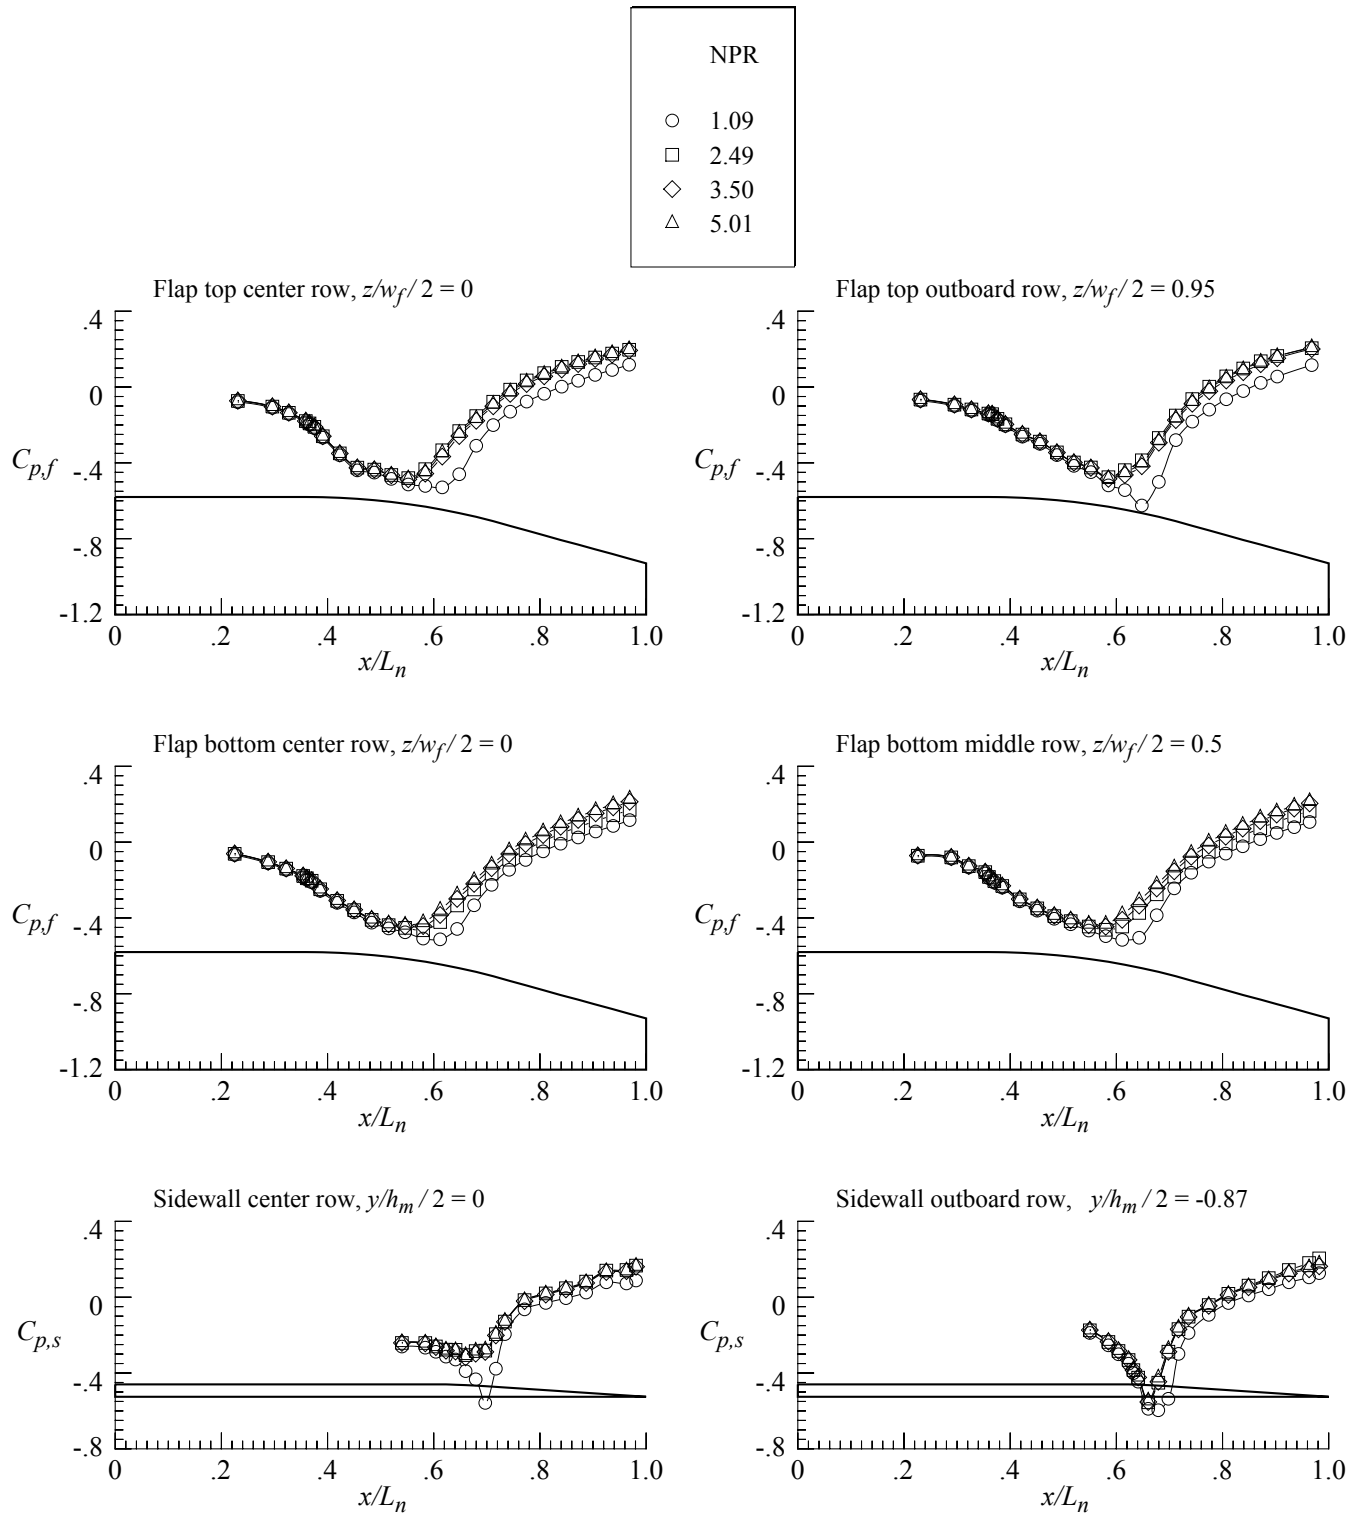 NPR
1.09
2.49
3.50
5.01
Flap top center row, z/w_f / 2 = 0
.4
0
-.4
-.8
-1.2
C_p,f
0 .2 .4 .6 .8 1.0
x/L_n
Flap top outboard row, z/w_f / 2 = 0.95
.4
0
-.4
-.8
-1.2
C_p,f
0 .2 .4 .6 .8 1.0
x/L_n
Flap bottom center row, z/w_f / 2 = 0
.4
0
-.4
-.8
-1.2
C_p,f
0 .2 .4 .6 .8 1.0
x/L_n
Flap bottom middle row, z/w_f / 2 = 0.5
.4
0
-.4
-.8
-1.2
C_p,f
0 .2 .4 .6 .8 1.0
x/L_n
Sidewall center row, y/h_m / 2 = 0
.4
0
-.4
-.8
C_p,s
0 .2 .4 .6 .8 1.0
x/L_n
Sidewall outboard row, y/h_m / 2 = -0.87
.4
0
-.4
-.8
C_p,s
0 .2 .4 .6 .8 1.0
x/L_n